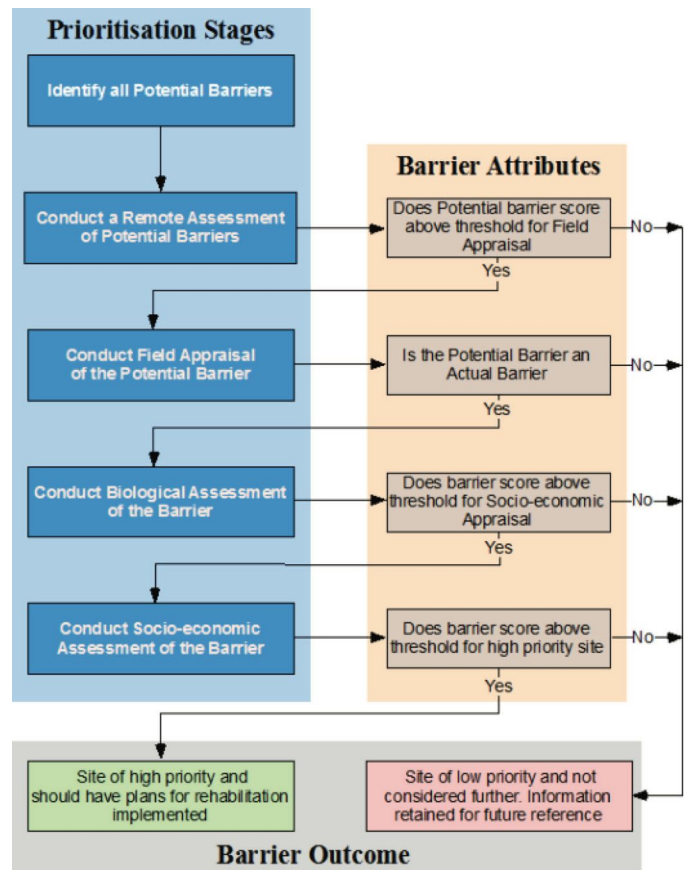 Prioritisation Stages
Identify all Potential Barriers
Barrier Attributes
Conduct a Remote Assessment
of Potential Barriers
Does Potential barrier score
above threshold for Field
Appraisal
No
Yes
Conduct Field Appraisal
of the Potential Barrier
Is the Potential Barrier an
Actual Barrier
No
Yes
Conduct Biological Assessment
of the Barrier
Does barrier score above
threshold for Socio-economic
Appraisal
No
Yes
Conduct Socio-economic
Assessment of the Barrier
Does barrier score above
threshold for high priority site
No
Yes
Site of high priority and
should have plans for rehabilitation
implemented
Site of low priority and not
considered further. Information
retained for future reference
Barrier Outcome